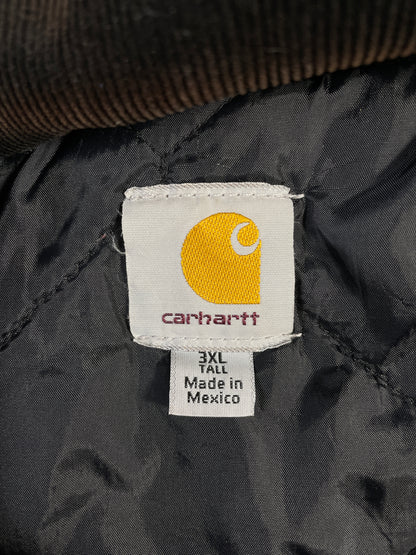 carhartt
3XL
TALL
Made in
Mexico